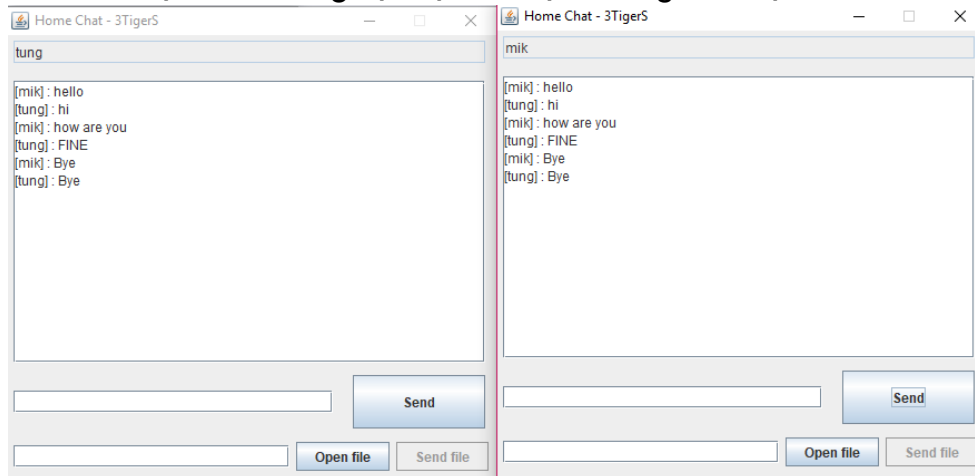 Home Chat - 3TigerS
tung
[mik] : hello
[tung] : hi
[mik] : how are you
[tung] : FINE
[mik] : Bye
[tung] : Bye
Send
Open file
Send file
Home Chat - 3TigerS
mik
[mik] : hello
[tung] : hi
[mik] : how are you
[tung] : FINE
[mik] : Bye
[tung] : Bye
Send
Open file
Send file